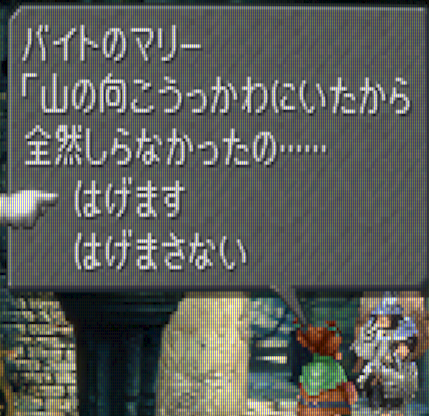 バイトのマリー
「山の向こうっかわにいたから
全然しらなかったの……
はげます
はげまさない